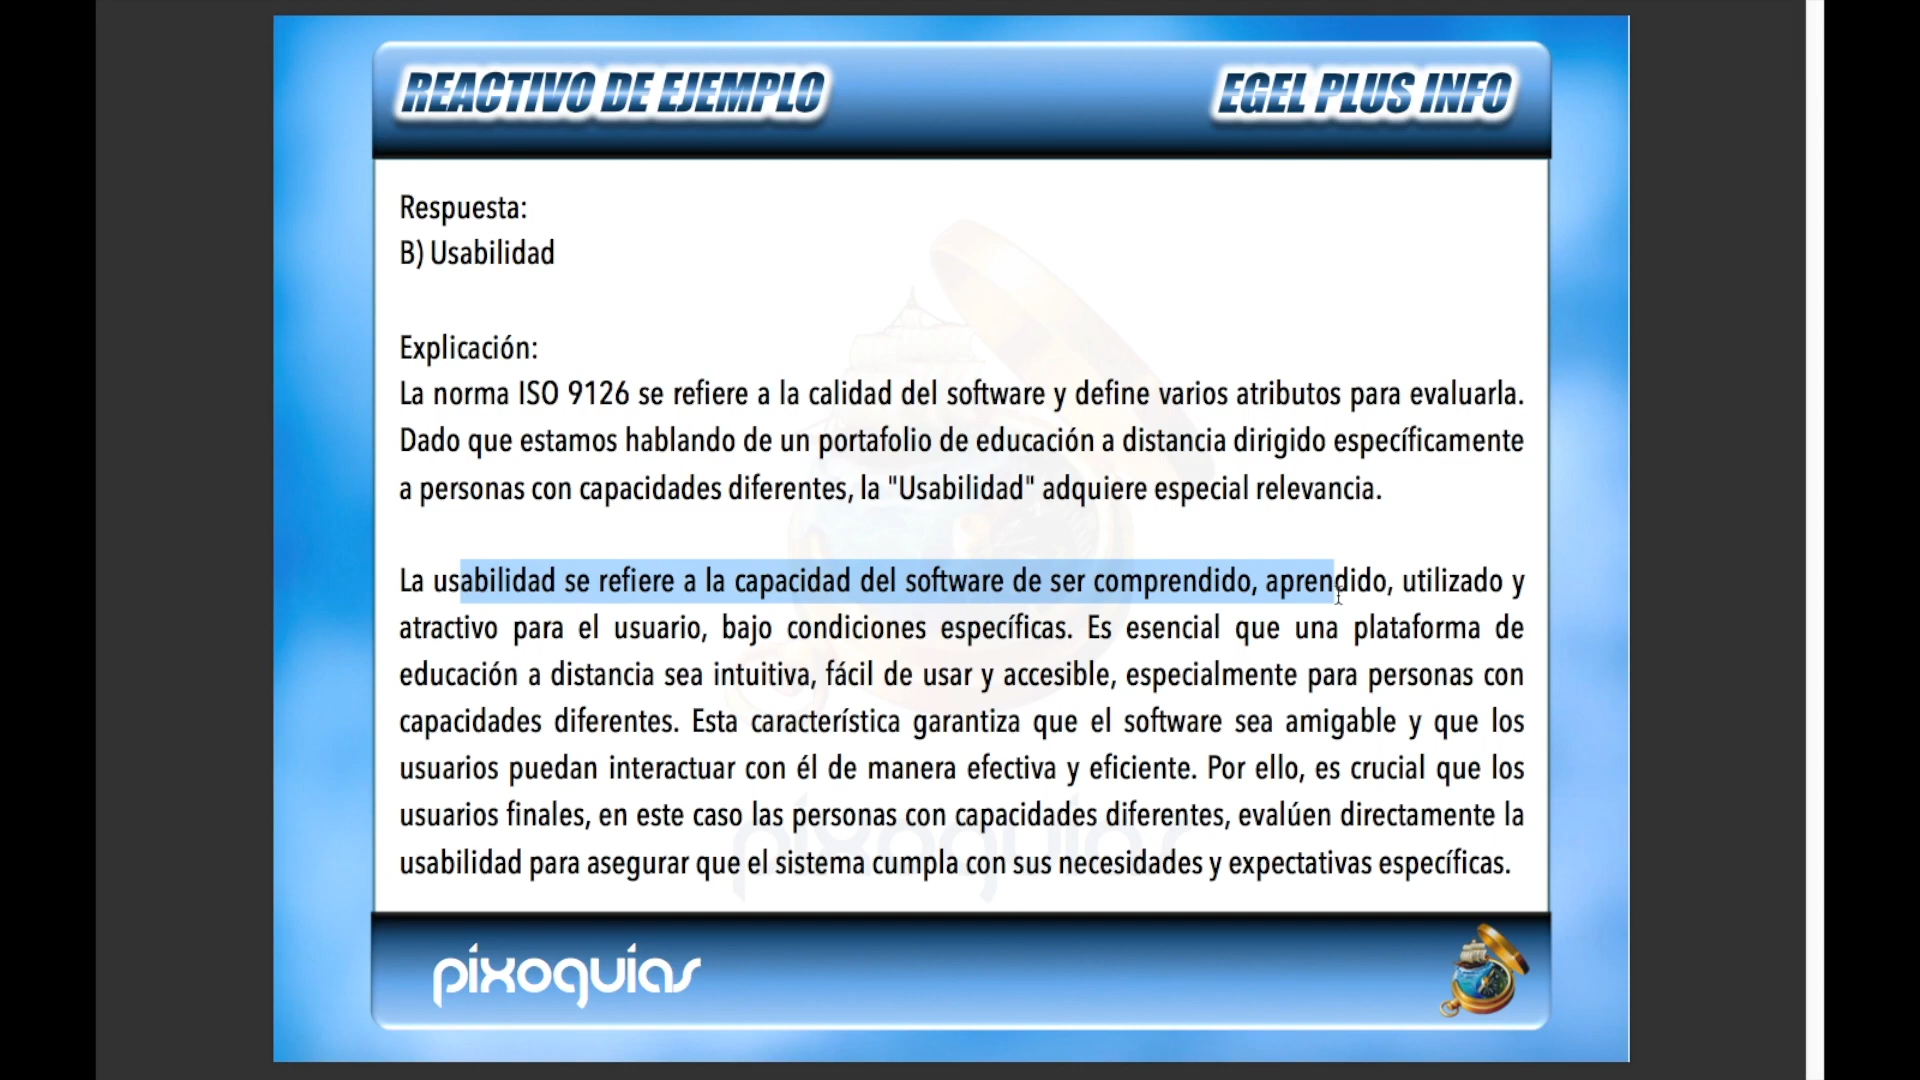 REACTIVO DE EJEMPLO
EGEL PLUS INFO
Respuesta:
B) Usabilidad
Explicación:
La norma ISO 9126 se refiere a la calidad del software y define varios atributos para evaluarla.
Dado que estamos hablando de un portafolio de educación a distancia dirigido específicamente
a personas con capacidades diferentes, la "Usabilidad" adquiere especial relevancia.
La usabilidad se refiere a la capacidad del software de ser comprendido, aprendido, utilizado y
atractivo para el usuario, bajo condiciones específicas. Es esencial que una plataforma de
educación a distancia sea intuitiva, fácil de usar y accesible, especialmente para personas con
capacidades diferentes. Esta característica garantiza que el software sea amigable y que los
usuarios puedan interactuar con él de manera efectiva y eficiente. Por ello, es crucial que los
usuarios finales, en este caso las personas con capacidades diferentes, evalúen directamente la
usabilidad para asegurar que el sistema cumpla con sus necesidades y expectativas específicas.
pixoguías